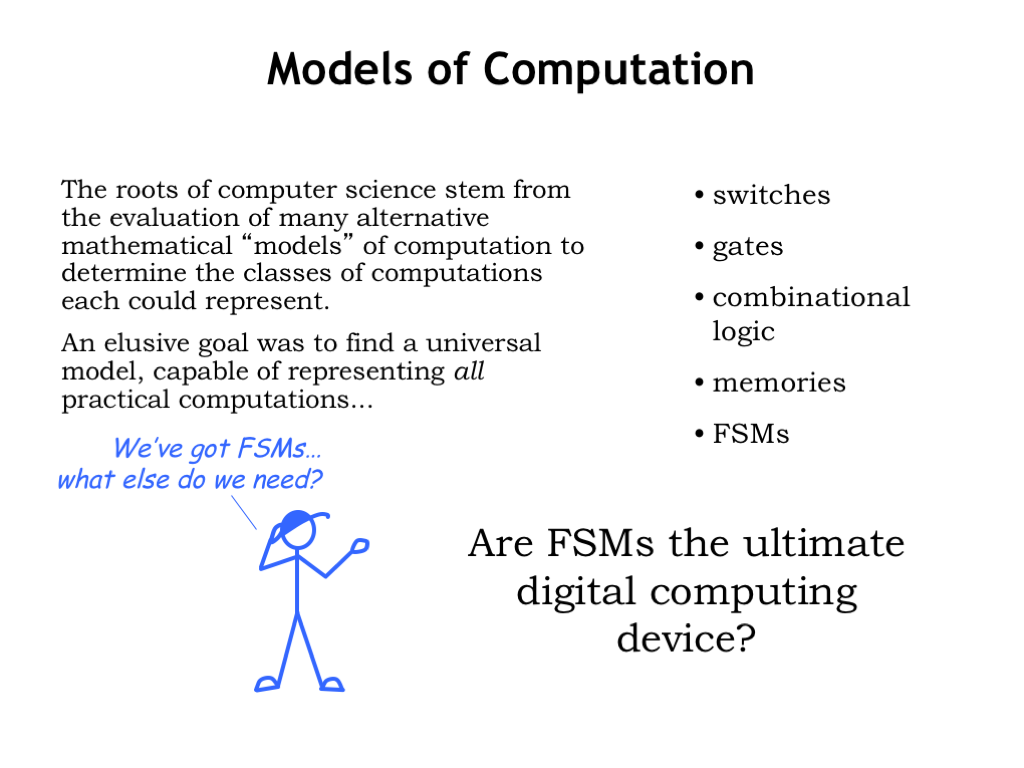 Models of Computation
The roots of computer science stem from
the evaluation of many alternative
mathematical “models” of computation to
determine the classes of computations
each could represent.
An elusive goal was to find a universal
model, capable of representing all
practical computations...
We’ve got FSMs...
what else do we need?
• switches
• gates
• combinational
logic
• memories
• FSMs
Are FSMs the ultimate
digital computing
device?